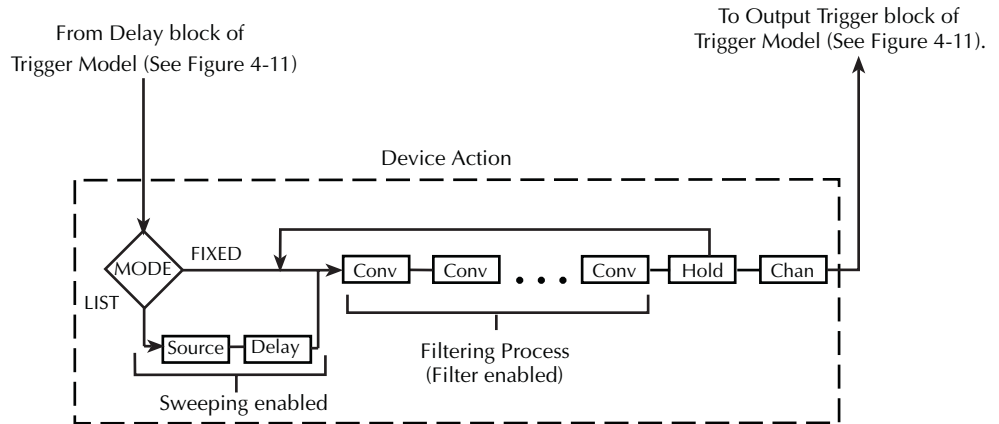 From Delay block of
Trigger Model (See Figure 4-11)
To Output Trigger block of
Trigger Model (See Figure 4-11).
Device Action
MODE
FIXED
LIST
Conv
Conv
• • •
Conv
Hold
Chan
Source
Delay
Sweeping enabled
Filtering Process
(Filter enabled)